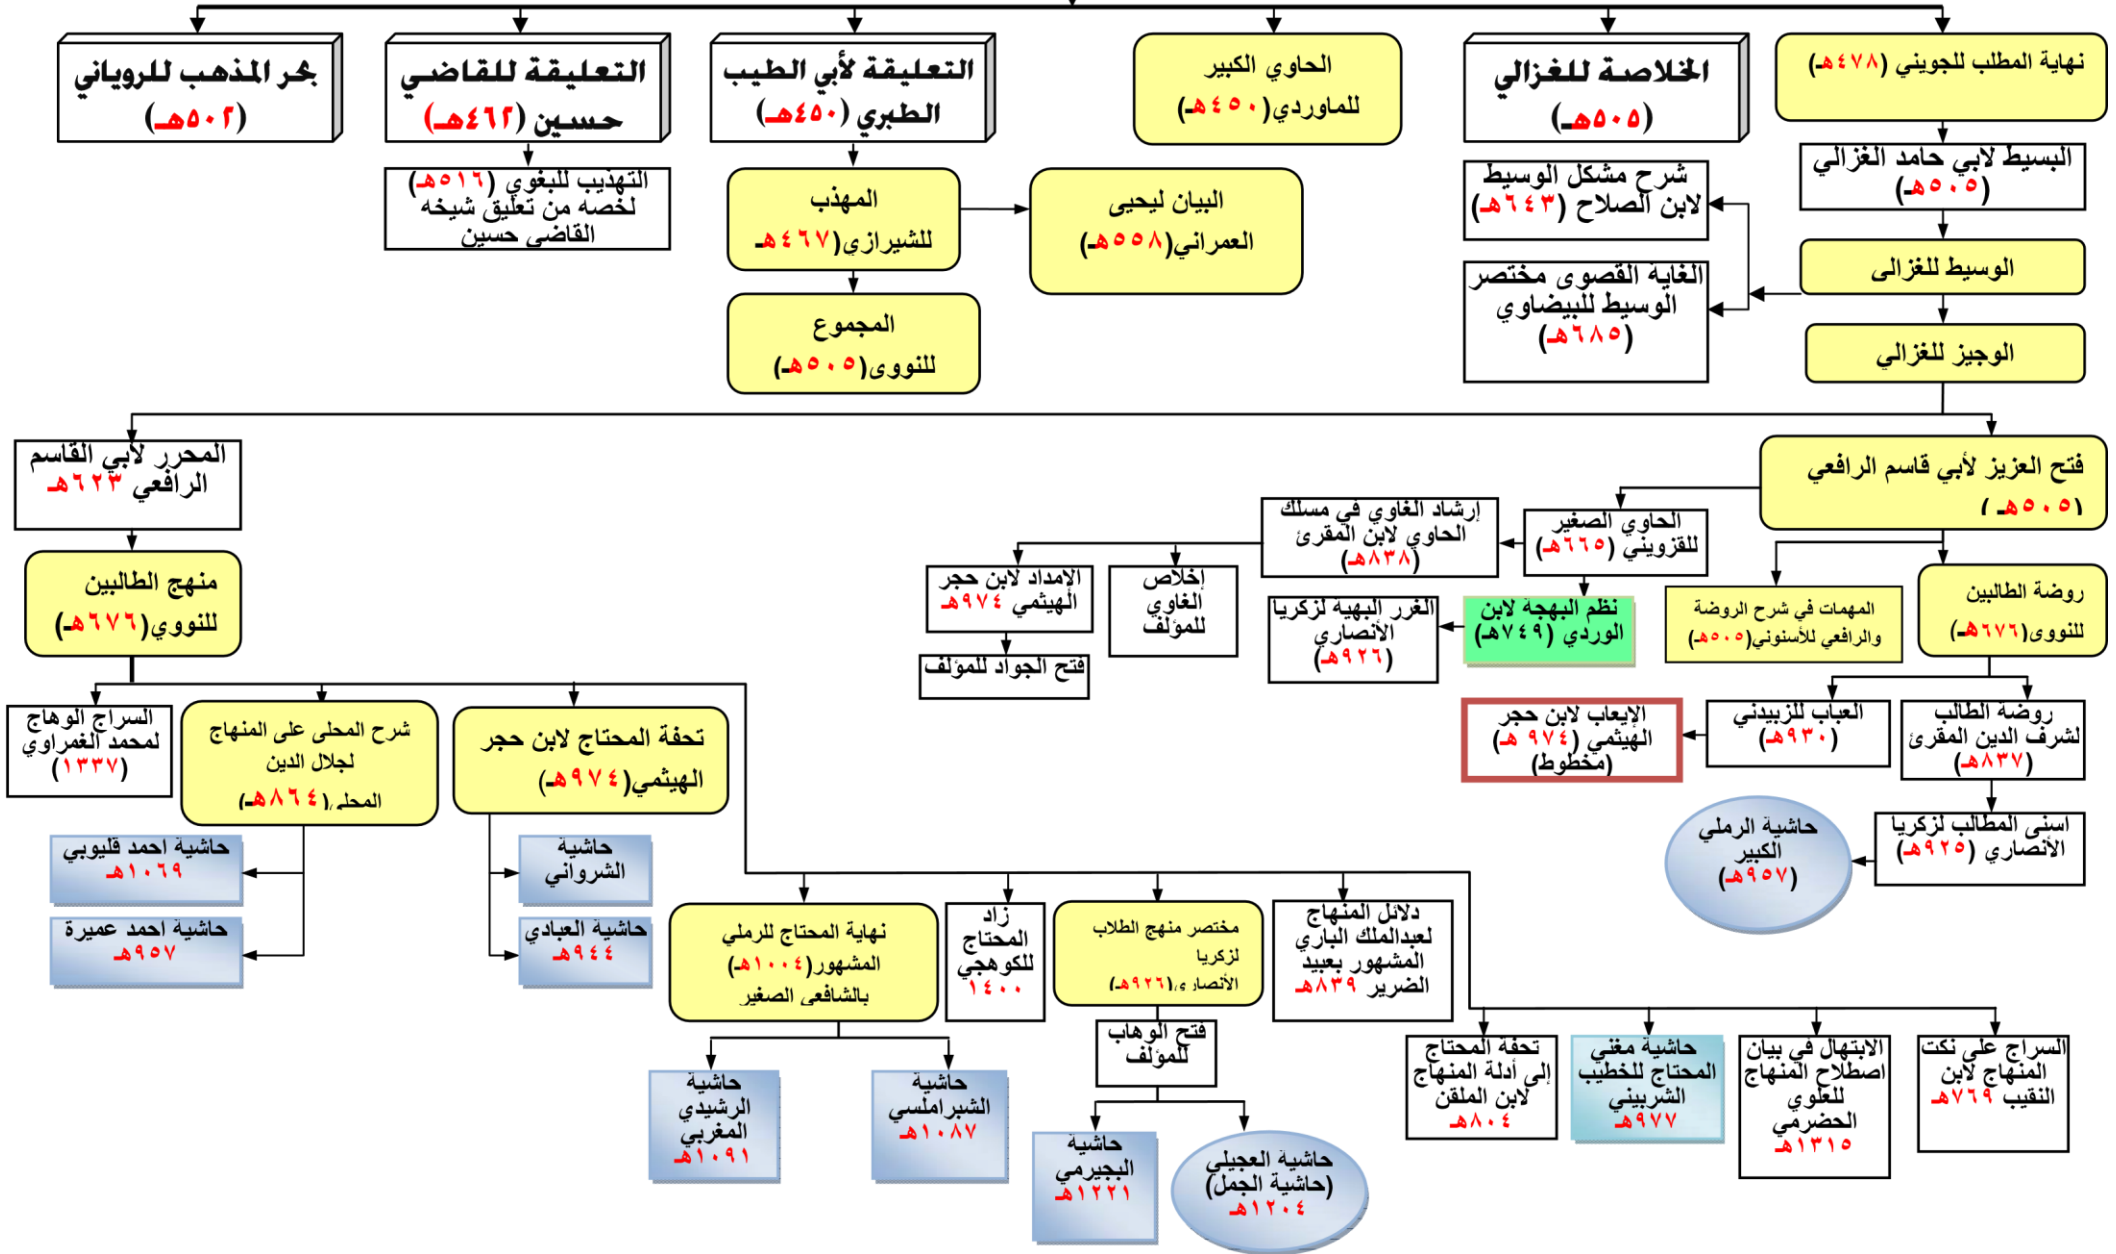 نهاية المطلب للجويني (٤٧٨هـ)
الخلاصة للغزالي
(٥٠٥هـ)
الحاوي الكبير
للماوردي(٤٥٠هـ)
التعليقة لأبي الطيب
الطبري (٤٥٠هـ)
التعليقة للقاضي
حسين (٤٦٢هـ)
بحر المذهب للروياني
(٥٠٢هـ)
البسيط لابي حامد الغزالي
(٥٠٥هـ)
شرح مشكل الوسيط
لابن الصلاح (٦٤٣هـ)
البيان ليحيى
العمراني(٥٥٨هـ)
المهذب
للشيرازي(٤٦٧هـ
التهذيب للبغوي (٥١٦هـ)
لخصه من تعليق شيخه
القاضي حسين
الوسيط للغزالى
الغاية القصوى مختصر
الوسيط للبيضاوي
(٦٨٥هـ)
المجموع
للنووى(٥٠٥هـ)
الوجيز للغزالي
فتح العزيز لأبي قاسم الرافعي
(٥٠٥هـ)
المحرر لأبي القاسم
الرافعي ٦٢٣هـ
الحاوي الصغير
للقزويني (٦٦٥هـ)
إرشاد الغاوي في مسلك
الحاوي لابن المقرئ
(٨٣٨هـ)
إخلاص
الغاوي
للمؤلف
الإمداد لابن حجر
الهيثمي ٩٧٤هـ
فتح الجواد للمؤلف
منهج الطالبين
للنووي(٦٧٦هـ)
روضة الطالبين
للنووى(٦٧٦هـ)
المهمات في شرح الروضة
والرافعي للأسنوني(٥٠٥هـ)
نظم البهجة لابن
الوردي (٧٤٩هـ)
الغرر البهية لزكريا
الأنصاري
(٩٢٦هـ)
روضة الطالب
لشرف الدين المقرئ
(٨٣٧هـ)
العباب للزبيدني
(٩٣٠هـ)
الإيعاب لابن حجر
الهيثمي (٩٧٤ هـ)
(مخطوط)
تحفة المحتاج لابن حجر
الهيثمي(٩٧٤هـ)
شرح المحلى على المنهاج
لجلال الدين
المحلي(٨٦٤هـ)
السراج الوهاج
لمحمد الغمراوي
(١٣٣٧)
اسنى المطالب لزكريا
الأنصاري (٩٢٥هـ)
حاشية الرملي
الكبير
(٩٥٧هـ)
حاشية
الشرواني
حاشية العبادي
٩٤٤هـ
حاشية احمد قليوبي
١٠٦٩هـ
حاشية احمد عميرة
٩٥٧هـ
دلائل المنهاج
لعبدالملك الباري
المشهور بعبيد
الضرير ٨٣٩هـ
مختصر منهج الطلاب
لزكريا
الأنصاري(٩٢٦هـ)
زاد
المحتاج
للكوهجي
١٤٠٠
نهاية المحتاج للرملي
المشهور(١٠٠٤هـ)
بالشافعي الصغير
السراج على نكت
المنهاج لابن
النقيب ٧٦٩هـ
الابتهال في بيان
اصطلاح المنهاج
للعلوي
الحضرمي
١٣١٥هـ
حاشية مغني
المحتاج للخطيب
الشربيني
٩٧٧هـ
تحفة المحتاج
إلى أدلة المنهاج
لابن الملقن
٨٠٤هـ
فتح الوهاب
للمؤلف
حاشية العجيلي
(حاشية الجمل)
١٢٠٤هـ
حاشية
البجيرمي
١٢٢١هـ
حاشية
الشبراملسي
١٠٨٧هـ
حاشية
الرشيدي
المغربي
١٠٩١هـ